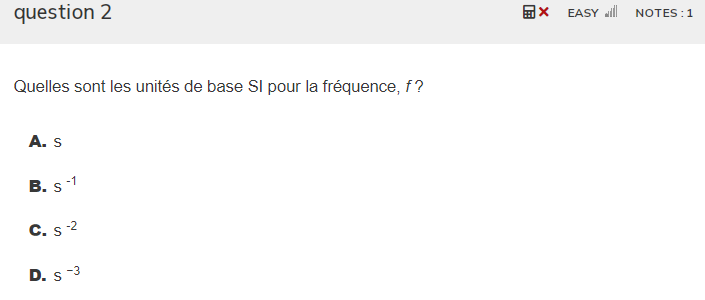 question 2 EASY NOTES : 1
Quelles sont les unités de base SI pour la fréquence, f ?
A. s
B. s⁻¹
C. s⁻²
D. s⁻³